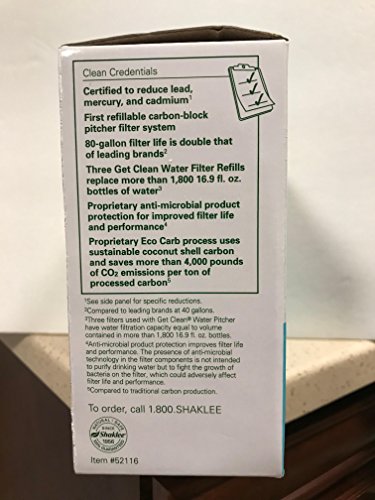 Clean Credentials
Certified to reduce lead,
mercury, and cadmium¹
First refillable carbon-block
pitcher filter system
80-gallon filter life is double that
of leading brands²
Three Get Clean Water Filter Refills
replace more than 1,800 16.9 fl. oz.
bottles of water³
Proprietary anti-microbial product
protection for improved filter life
and performance⁴
Proprietary Eco Carb process uses
sustainable coconut shell carbon
and saves more than 4,000 pounds
of CO₂ emissions per ton of
processed carbon⁵
¹See side panel for specific reductions.
²Compared to leading brands at 40 gallons.
³Three filters used with Get Clean® Water Pitcher
have water filtration capacity equal to volume
contained in more than 1,800 16.9 oz. bottles.
⁴Anti-microbial product protection improves filter life
and performance. The presence of anti-microbial
technology in the filter components is not intended
to purify drinking water but to fight the growth of
bacteria on the filter, which could adversely affect
filter life and performance.
⁵Compared to traditional carbon production.
To order, call 1.800.SHAKLEE
SINCE
Shaklee
1956
Item #52116